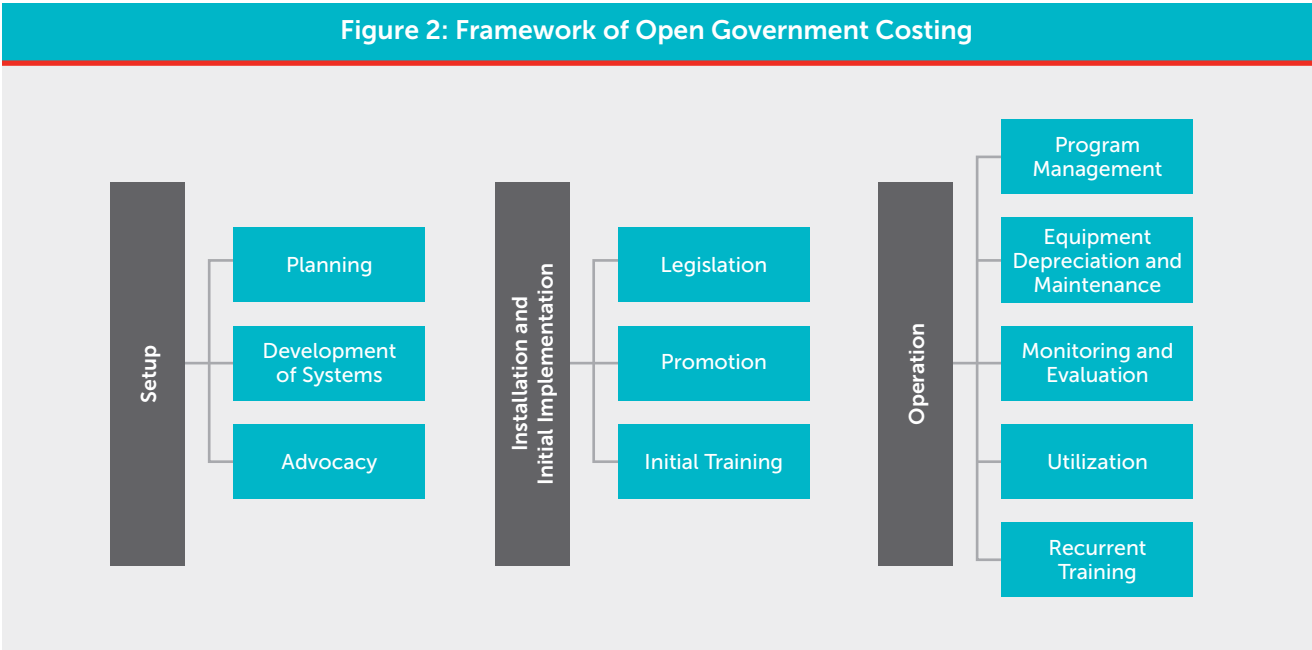 Figure 2: Framework of Open Government Costing
Setup
Planning
Development
of Systems
Advocacy
Installation and
Initial Implementation
Legislation
Promotion
Initial Training
Operation
Program
Management
Equipment
Depreciation and
Maintenance
Monitoring and
Evaluation
Utilization
Recurrent
Training